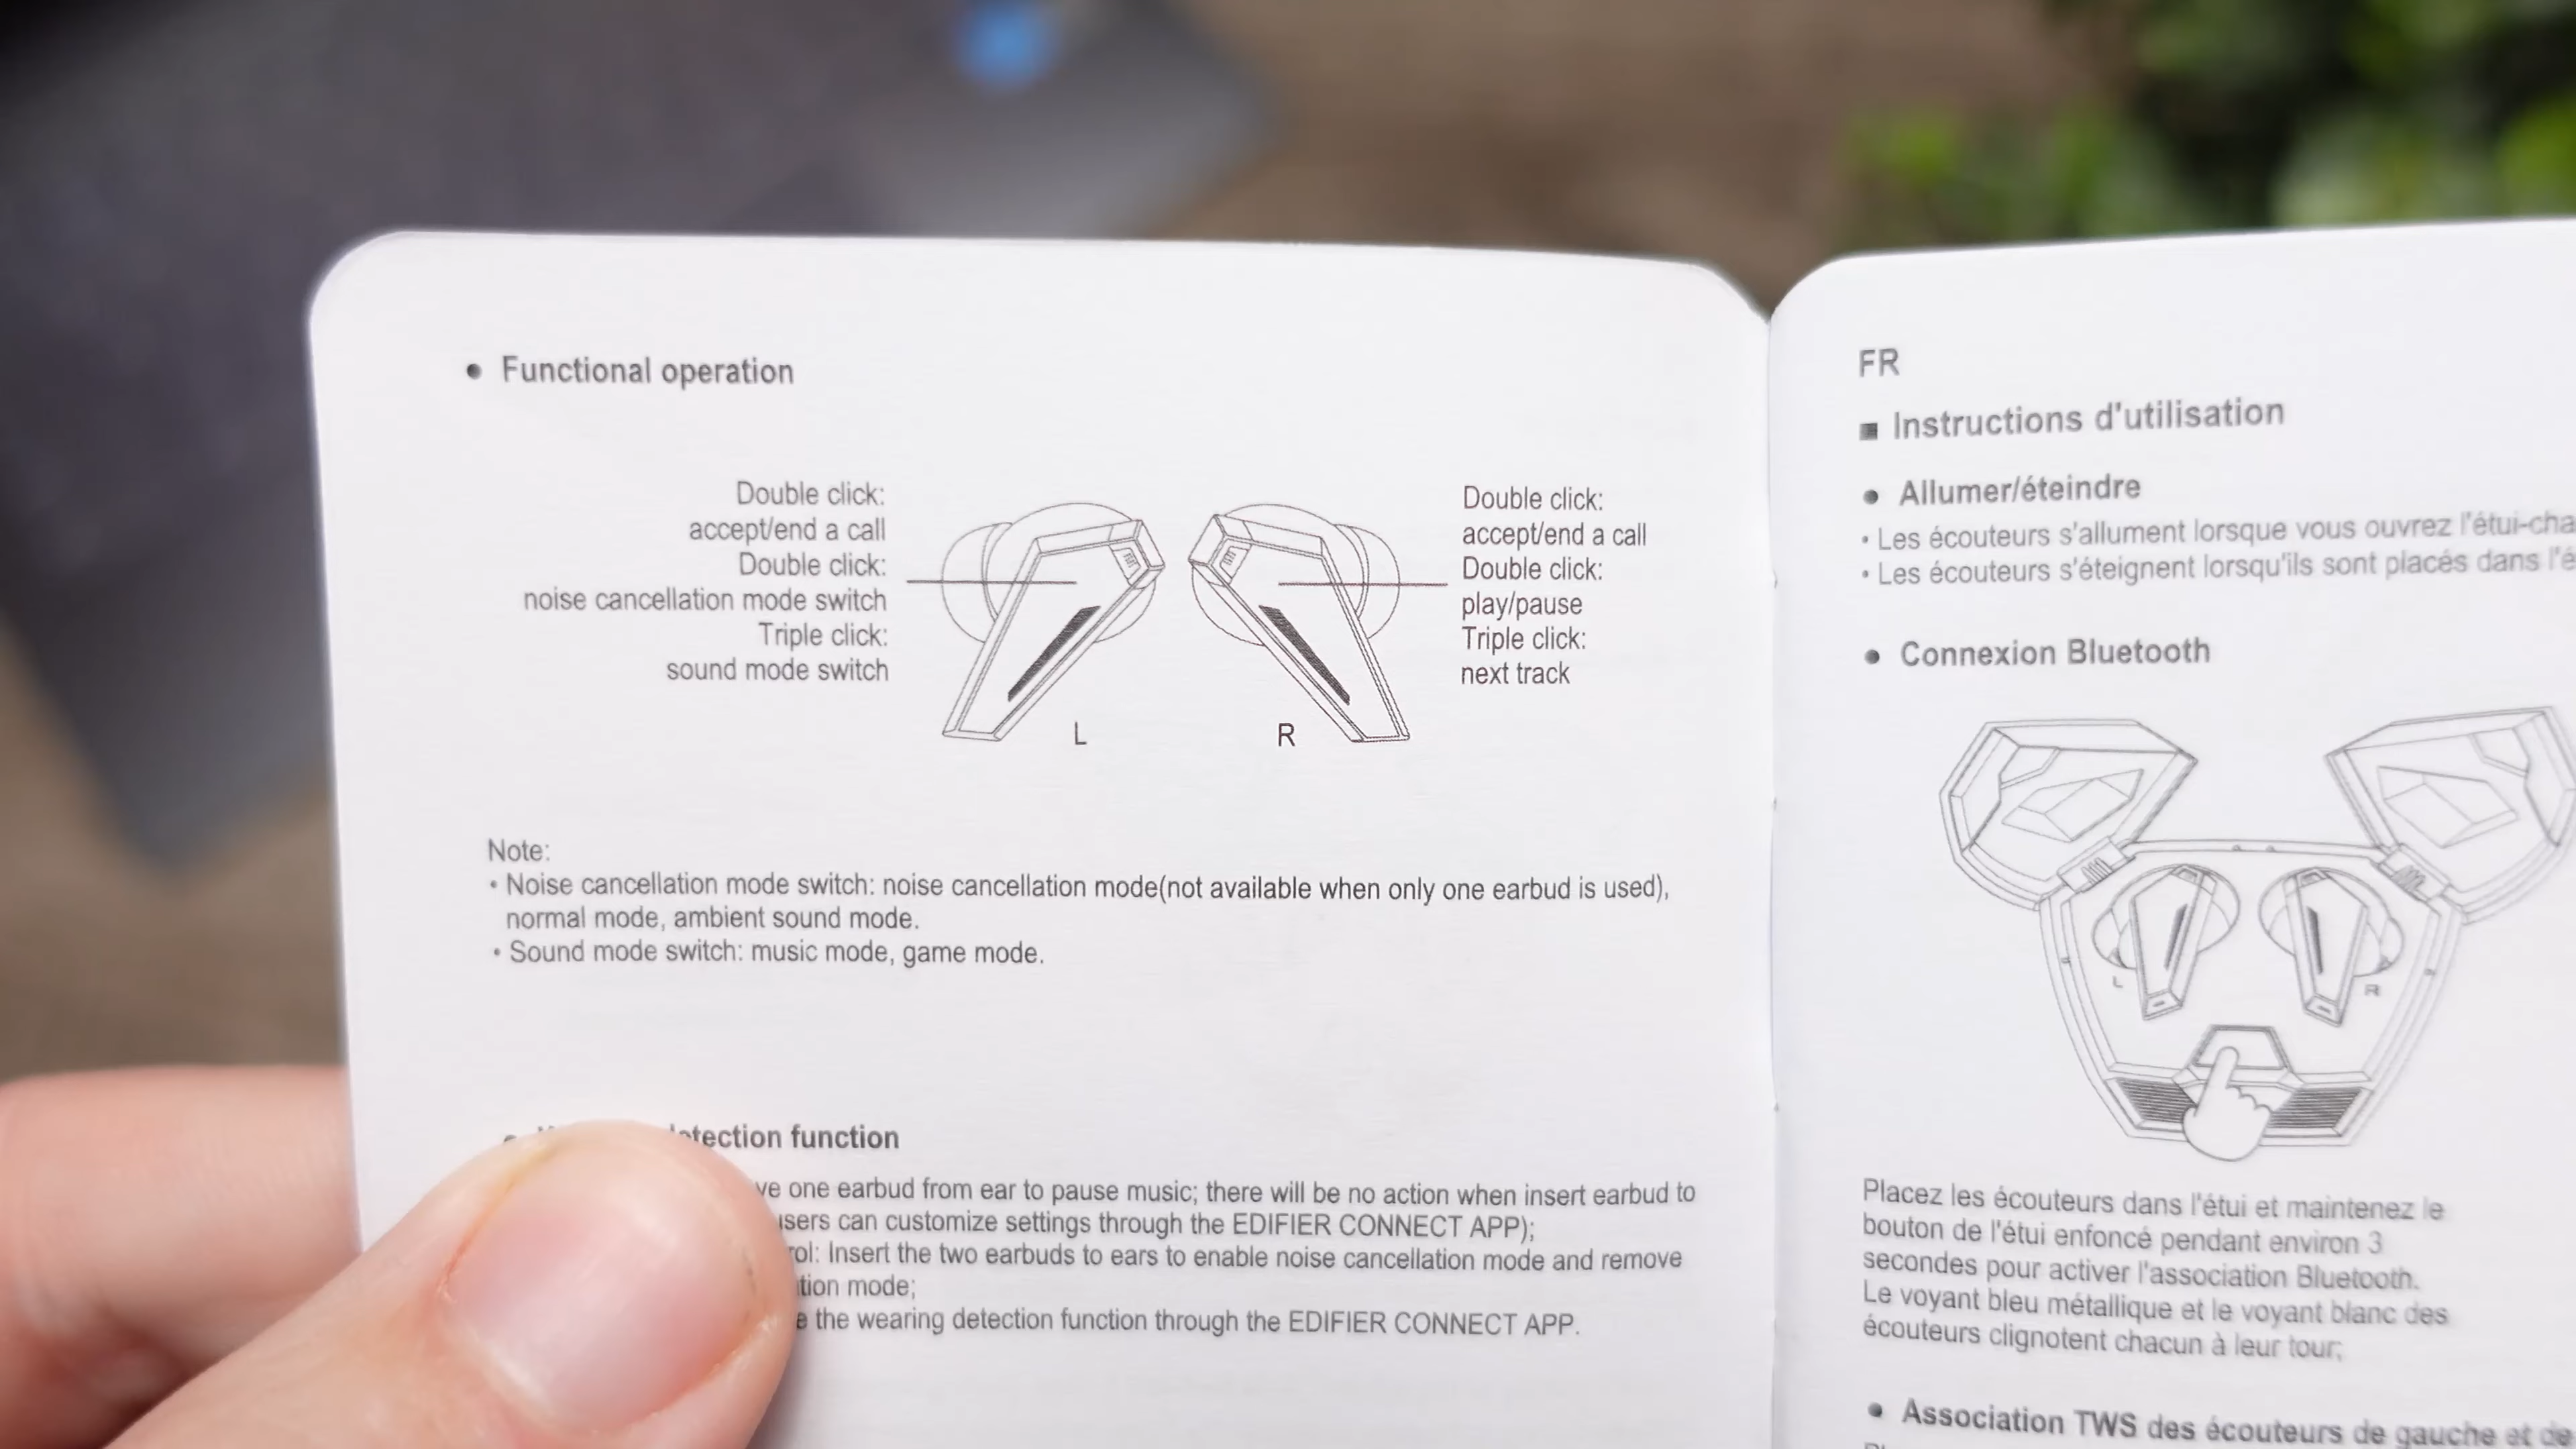 • Functional operation
Double click:
accept/end a call
Double click:
noise cancellation mode switch
Triple click:
sound mode switch
L
R
Double click:
accept/end a call
Double click:
play/pause
Triple click:
next track
Note:
• Noise cancellation mode switch: noise cancellation mode(not available when only one earbud is used),
normal mode, ambient sound mode.
• Sound mode switch: music mode, game mode.
function
one earbud from ear to pause music; there will be no action when insert earbud to
can customize settings through the EDIFIER CONNECT APP);
Insert the two earbuds to ears to enable noise cancellation mode and remove
mode;
the wearing detection function through the EDIFIER CONNECT APP.
FR
■ Instructions d'utilisation
• Allumer/éteindre
• Les écouteurs s'allument lorsque vous ouvrez
• Les écouteurs s'éteignent lorsqu'ils sont placés dans
• Connexion Bluetooth
L
R
Placez les écouteurs dans l'étui et maintenez le
bouton de l'étui enfoncé pendant environ 3
secondes pour activer l'association Bluetooth.
Le voyant bleu métallique et le voyant blanc des
écouteurs clignotent chacun à leur tour;
• Association TWS des écouteurs de gauche et